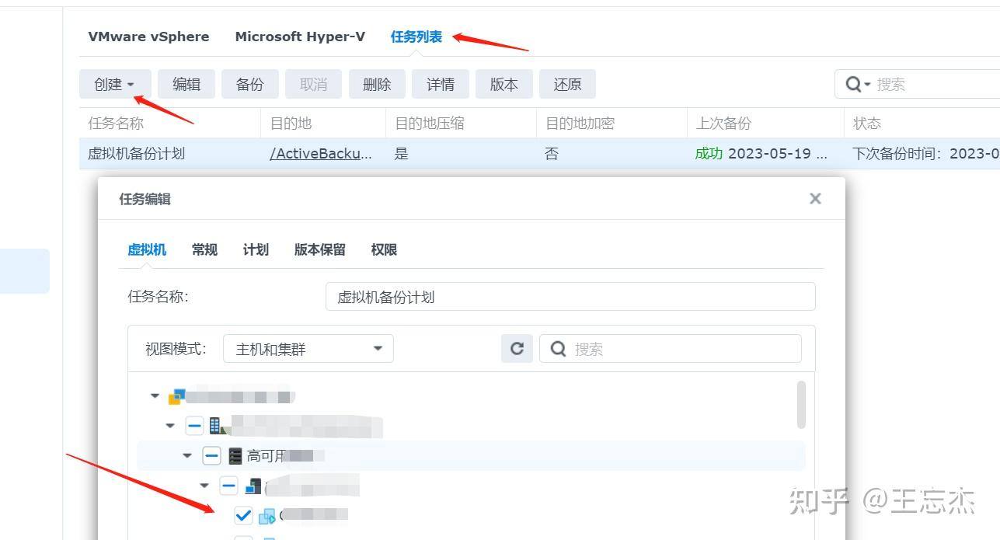 VMware vSphere Microsoft Hyper-V 任务列表
创建 编辑 备份 取消 删除 详情 版本 还原 搜索
任务名称 目的地 目的地压缩 目的地加密 上次备份 状态
虚拟机备份计划 /ActiveBacku... 是 否 成功 2023-05-19 ... 下次备份时间：2023-0
任务编辑
虚拟机 常规 计划 版本保留 权限
任务名称： 虚拟机备份计划
视图模式： 主机和集群 搜索
高可用
知乎 @王忘杰